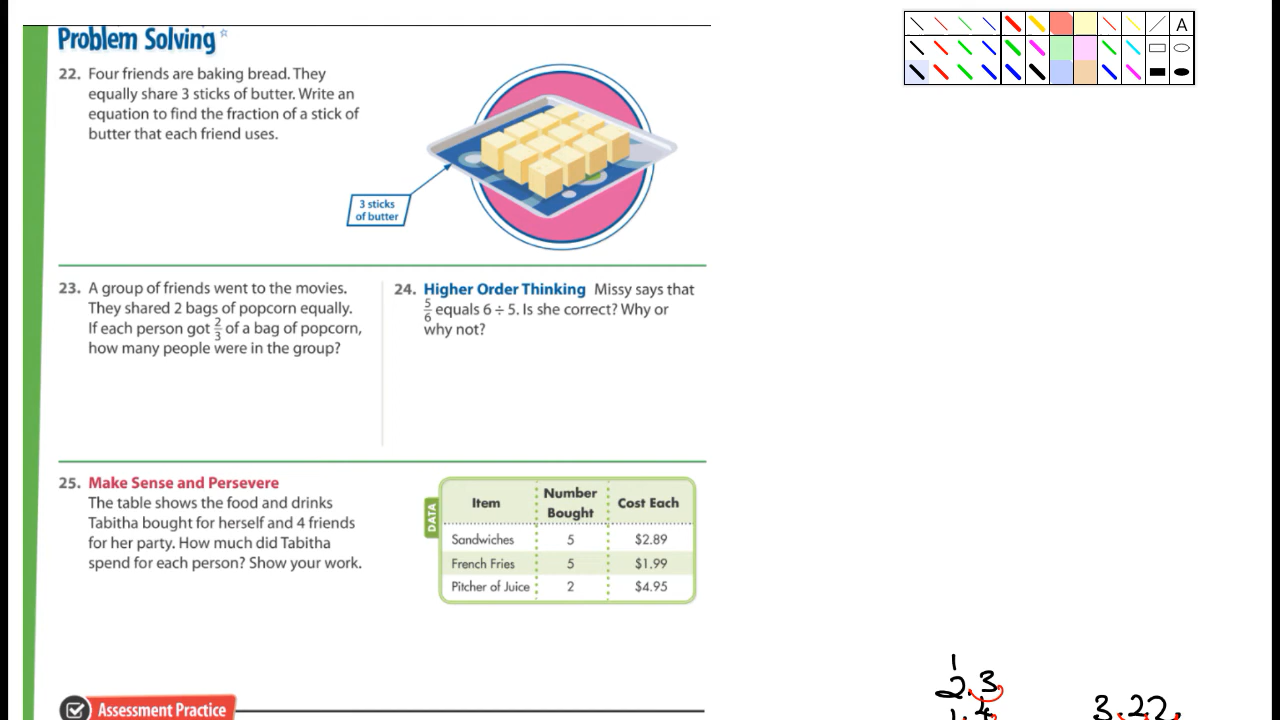 Problem Solving
A
22. Four friends are baking bread. They
equally share 3 sticks of butter. Write an
equation to find the fraction of a stick of
butter that each friend uses.
3 sticks
of butter
23. A group of friends went to the movies.
They shared 2 bags of popcorn equally.
If each person got 2/3 of a bag of popcorn,
how many people were in the group?
24. Higher Order Thinking Missy says that
5/6 equals 6 ÷ 5. Is she correct? Why or
why not?
25. Make Sense and Persevere
The table shows the food and drinks
Tabitha bought for herself and 4 friends
for her party. How much did Tabitha
spend for each person? Show your work.
DATA
Item Number Bought Cost Each
Sandwiches 5 $2.89
French Fries 5 $1.99
Pitcher of Juice 2 $4.95
1
2.3
1.4
3.22
Assessment Practice